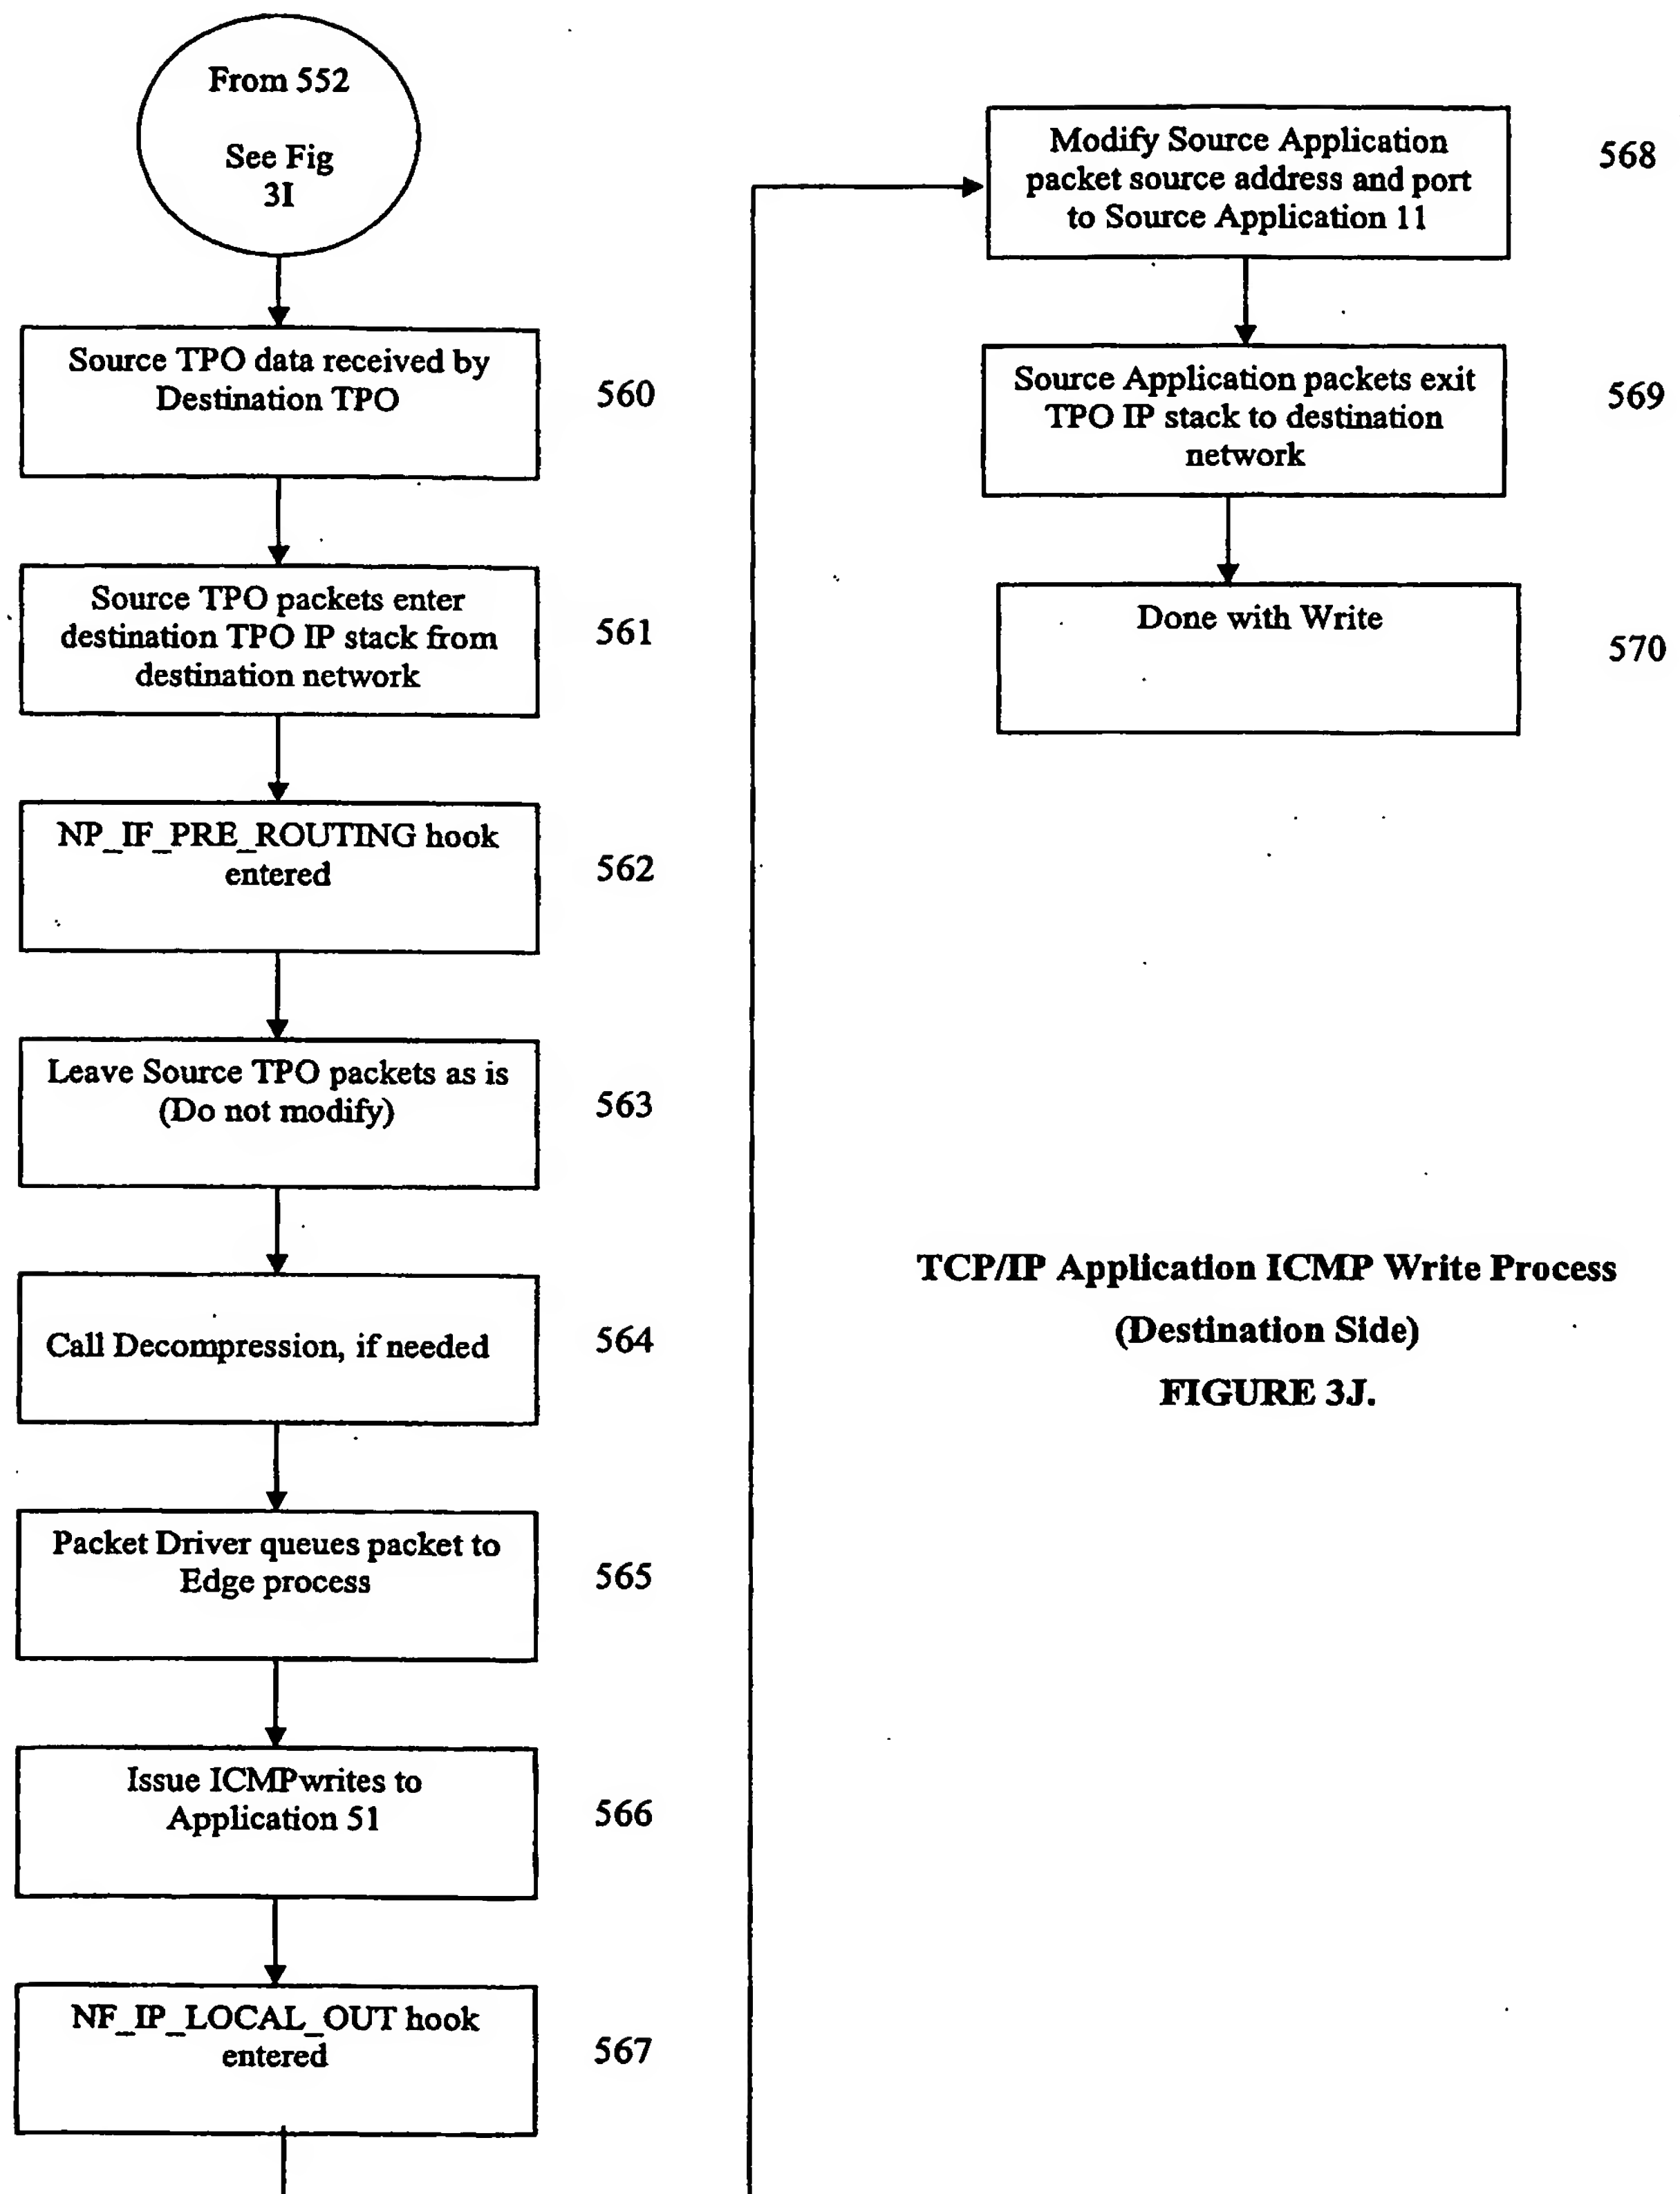 From 552
See Fig
3I
Source TPO data received by
Destination TPO
560
Source TPO packets enter
destination TPO IP stack from
destination network
561
NP_IF_PRE_ROUTING hook
entered
562
Leave Source TPO packets as is
(Do not modify)
563
Call Decompression, if needed
564
Packet Driver queues packet to
Edge process
565
Issue ICMPwrites to
Application 51
566
NF_IP_LOCAL_OUT hook
entered
567
Modify Source Application
packet source address and port
to Source Application 11
568
Source Application packets exit
TPO IP stack to destination
network
569
Done with Write
570
TCP/IP Application ICMP Write Process
(Destination Side)
FIGURE 3J.